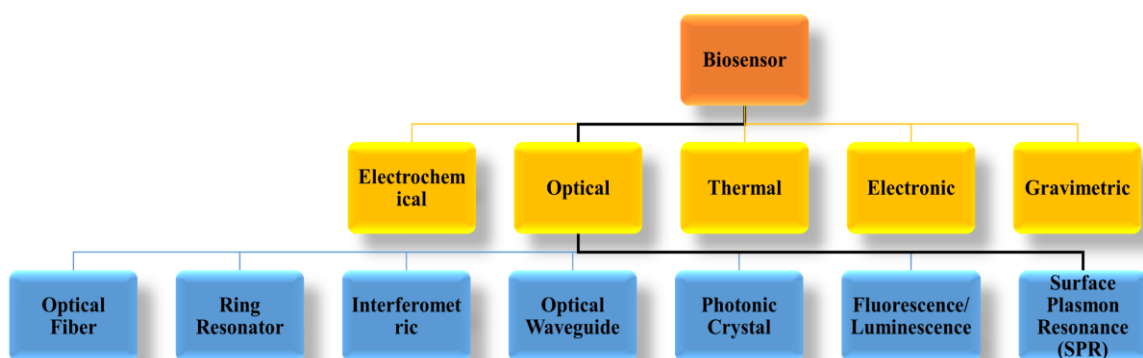 Biosensor
Electrochem
ical
Optical
Thermal
Electronic
Gravimetric
Optical
Fiber
Ring
Resonator
Interferomet
ric
Optical
Waveguide
Photonic
Crystal
Fluorescence/
Luminescence
Surface
Plasmon
Resonance
(SPR)